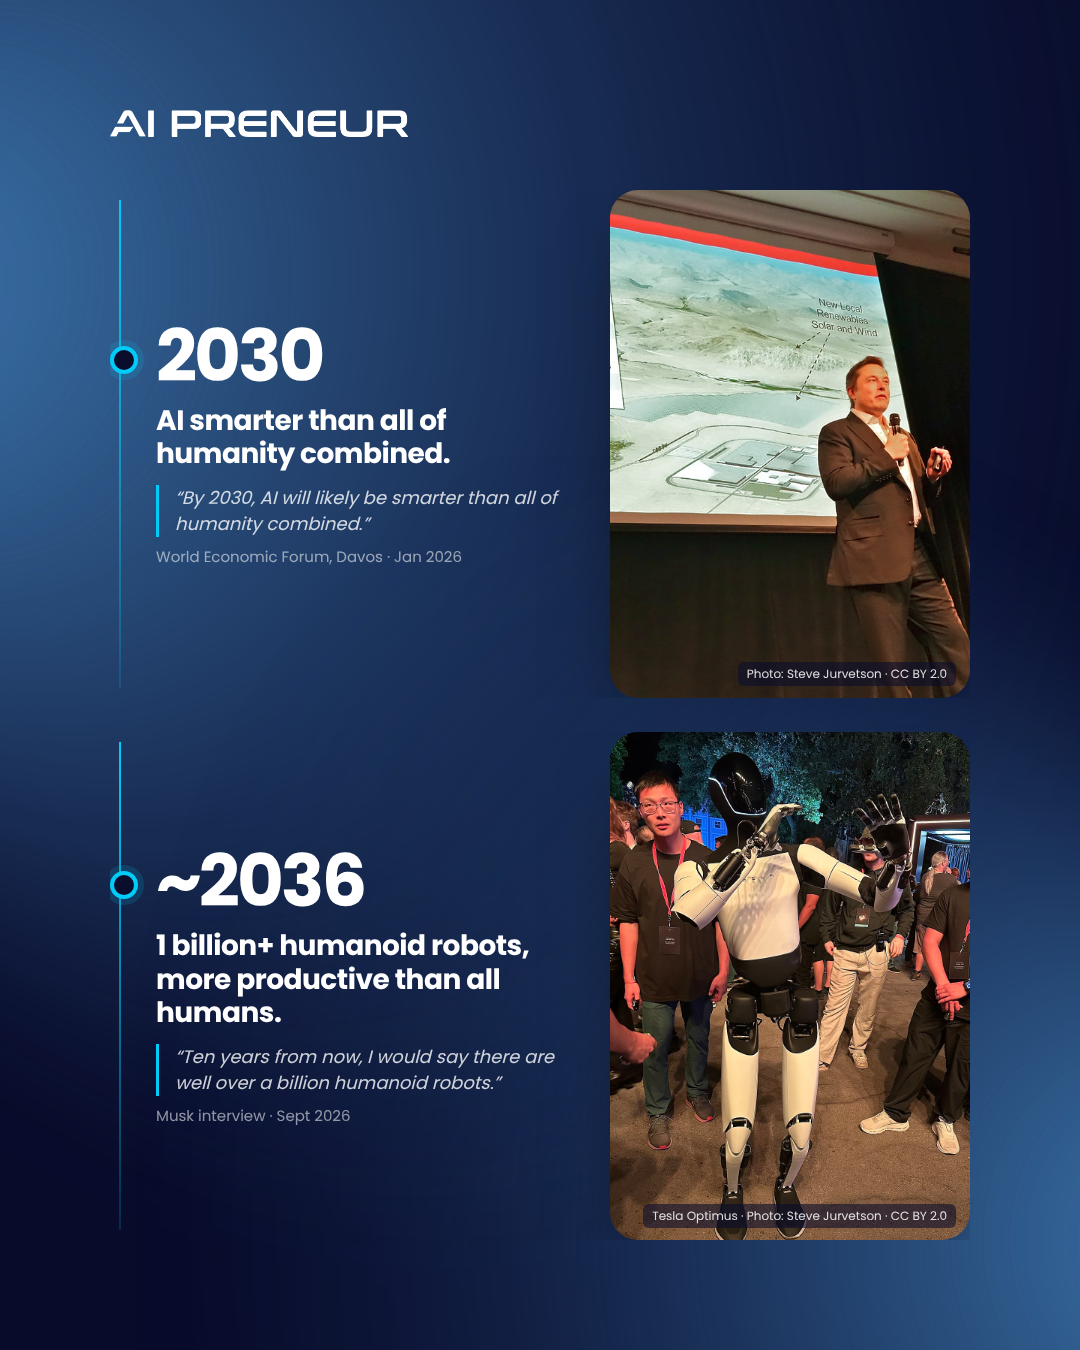 AI PRENEUR
2030
AI smarter than all of
humanity combined.
“By 2030, AI will likely be smarter than all of
humanity combined.”
World Economic Forum, Davos · Jan 2026
New Local
Renewables
Solar and Wind
Photo: Steve Jurvetson · CC BY 2.0
~2036
1 billion+ humanoid robots,
more productive than all
humans.
“Ten years from now, I would say there are
well over a billion humanoid robots.”
Musk interview · Sept 2026
Tesla Optimus · Photo: Steve Jurvetson · CC BY 2.0